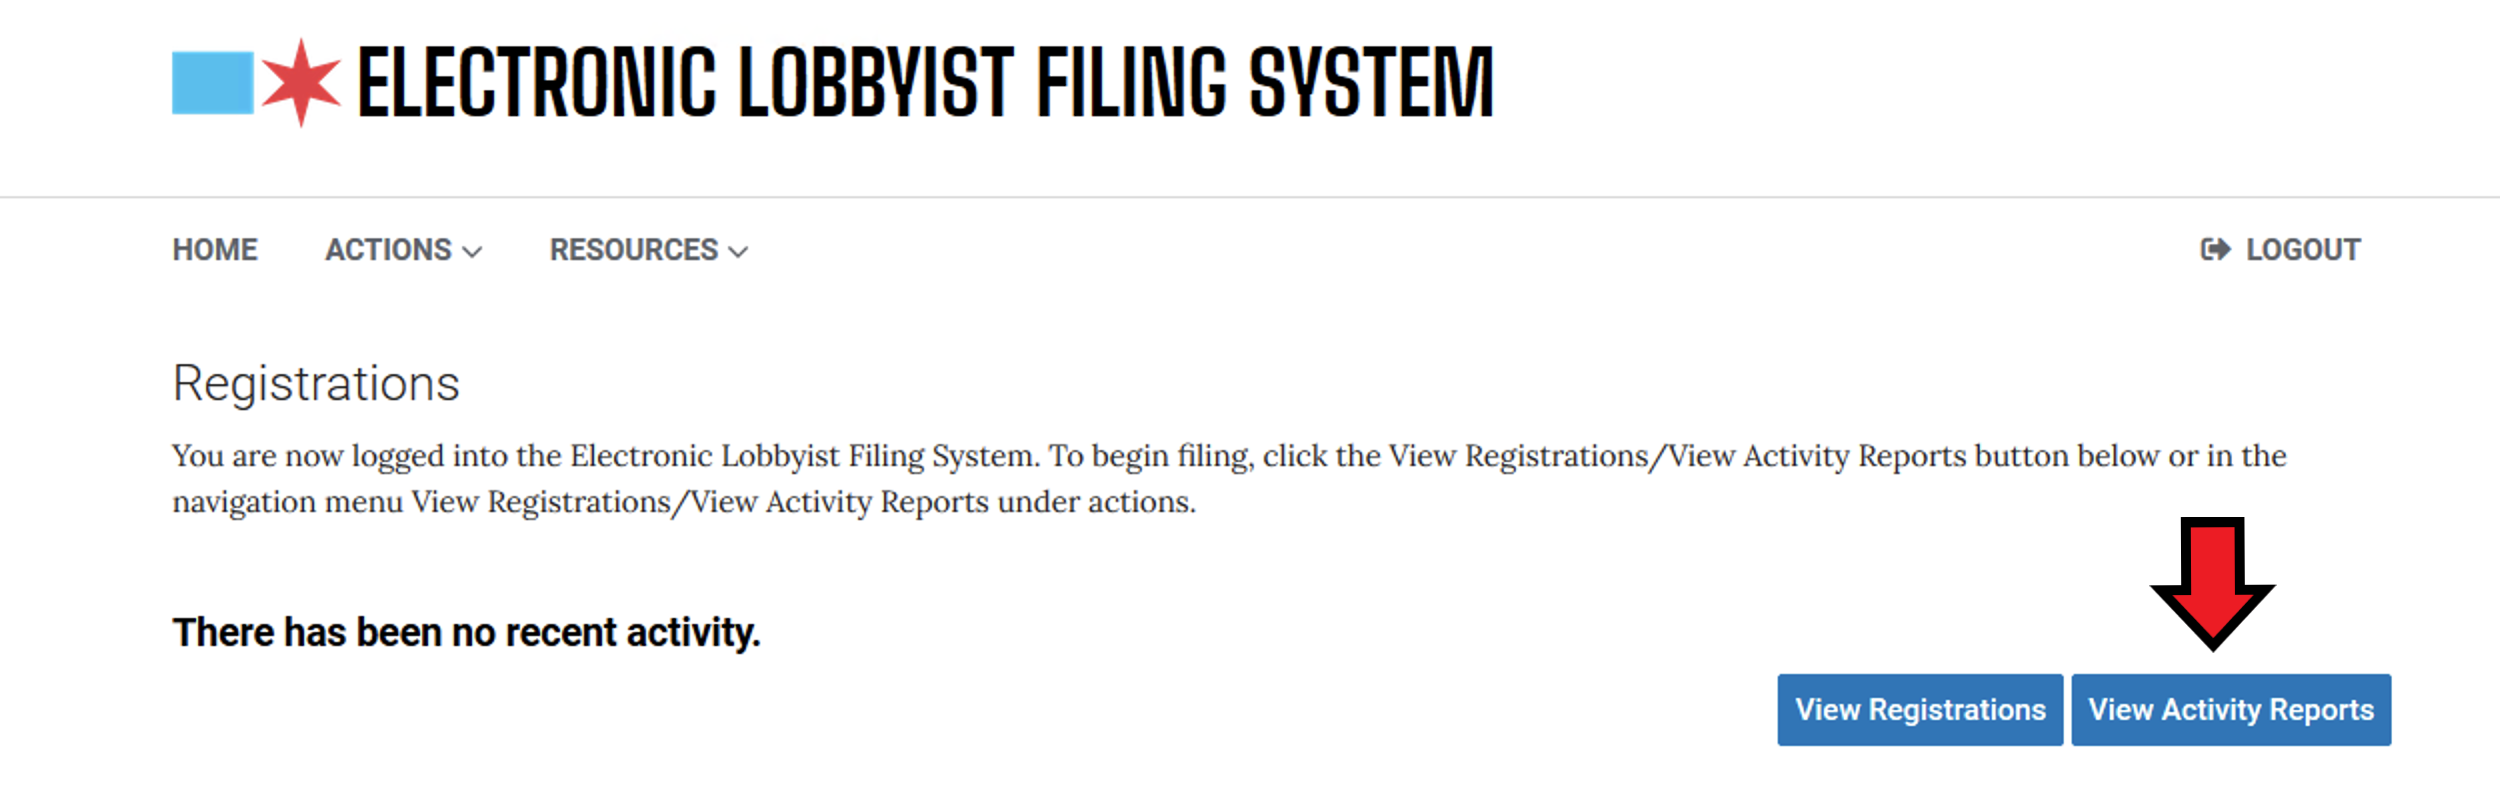 ELECTRONIC LOBBYIST FILING SYSTEM
HOME ACTIONS RESOURCES LOGOUT
Registrations
You are now logged into the Electronic Lobbyist Filing System. To begin filing, click the View Registrations/View Activity Reports button below or in the
navigation menu View Registrations/View Activity Reports under actions.
There has been no recent activity.
View Registrations View Activity Reports